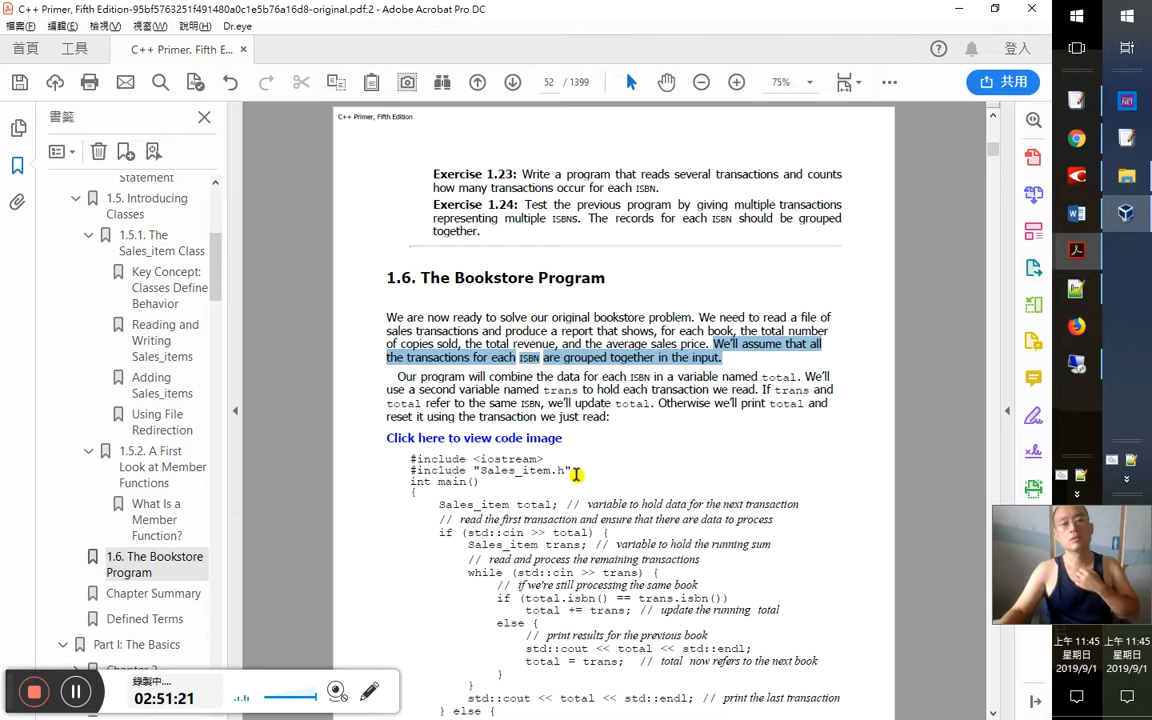 C++ Primer, Fifth Edition-95bf5763251f491480a0c1e5b76a16d8-original.pdf:2 - Adobe Acrobat Pro DC
檔案(F) 編輯(E) 檢視(V) 視窗(W) 說明(H) Dr.eye
首頁 工具 C++ Primer, Fifth E... × 登入
52 / 1399 75% 共用
書籤
Statement
1.5. Introducing
Classes
1.5.1. The
Sales_item Class
Key Concept:
Classes Define
Behavior
Reading and
Writing
Sales_items
Adding
Sales_items
Using File
Redirection
1.5.2. A First
Look at Member
Functions
What Is a
Member
Function?
1.6. The Bookstore
Program
Chapter Summary
Defined Terms
Part I: The Basics
C++ Primer, Fifth Edition
Exercise 1.23: Write a program that reads several transactions and counts
how many transactions occur for each ISBN.
Exercise 1.24: Test the previous program by giving multiple transactions
representing multiple ISBNs. The records for each ISBN should be grouped
together.
1.6. The Bookstore Program
We are now ready to solve our original bookstore problem. We need to read a file of
sales transactions and produce a report that shows, for each book, the total number
of copies sold, the total revenue, and the average sales price. We'll assume that all
the transactions for each ISBN are grouped together in the input.
Our program will combine the data for each ISBN in a variable named total. We'll
use a second variable named trans to hold each transaction we read. If trans and
total refer to the same ISBN, we'll update total. Otherwise we'll print total and
reset it using the transaction we just read:
Click here to view code image
#include <iostream>
#include "Sales_item.h"
int main()
{
Sales_item total; // variable to hold data for the next transaction
// read the first transaction and ensure that there are data to process
if (std::cin >> total) {
Sales_item trans; // variable to hold the running sum
// read and process the remaining transactions
while (std::cin >> trans) {
// if we're still processing the same book
if (total.isbn() == trans.isbn())
total += trans; // update the running total
else {
// print results for the previous book
std::cout << total << std::endl;
total = trans; // total now refers to the next book
}
}
std::cout << total << std::endl; // print the last transaction
} else {
錄製中...
02:51:21
上午 11:45 上午 11:45
星期日 星期日
2019/9/1 2019/9/1